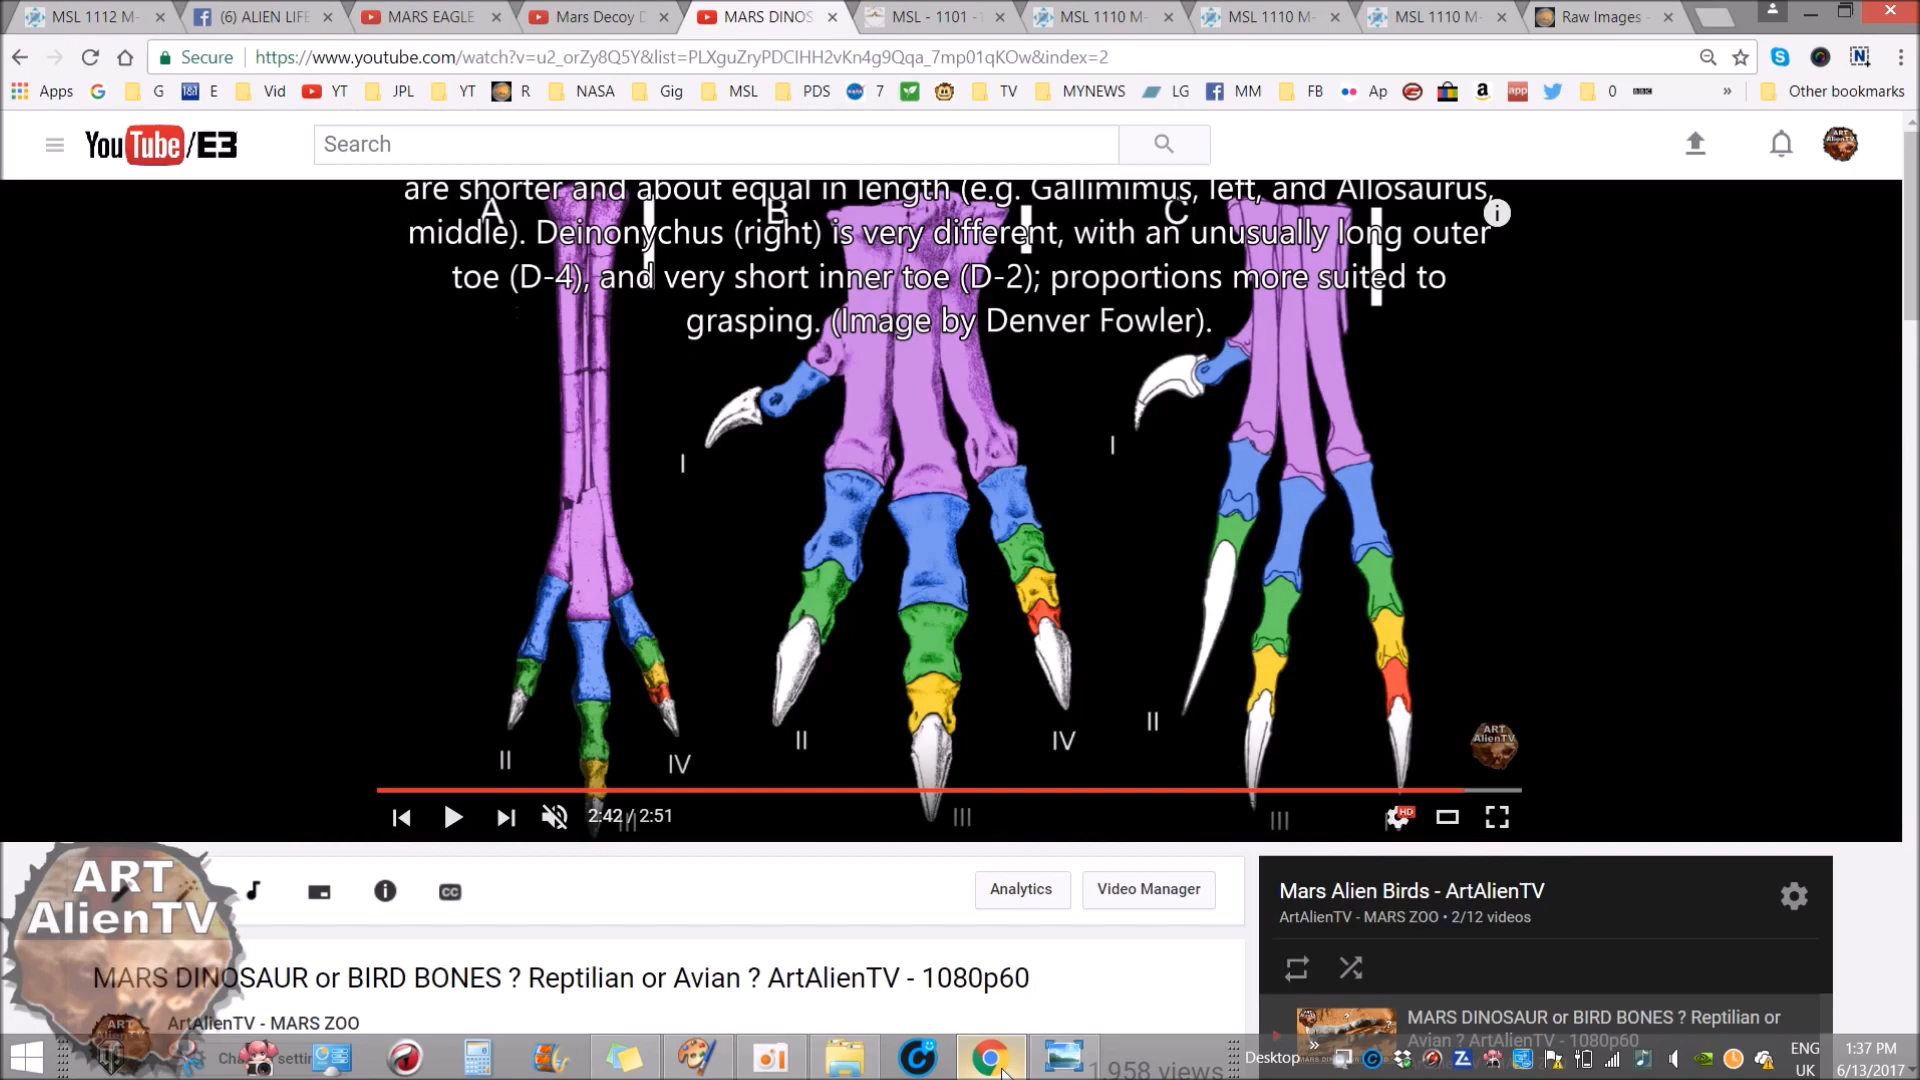 MSL 1112 M-
(6) ALIEN LIFE
MARS EAGLE
Mars Decoy D
MARS DINOS
MSL - 1101 -
MSL 1110 M-
MSL 1110 M-
MSL 1110 M-
Raw Images -
Secure
https://www.youtube.com/watch?v=u2_orZy8Q5Y&list=PLXguZryPDCIHH2vKn4g9Qqa_7mp01qKOw&index=2
Apps G E Vid YT JPL YT R NASA Gig MSL PDS 7 TV MYNEWS LG MM FB Ap app 0 BBC » Other bookmarks
YouTube/E3
Search
are shorter and about equal in length (e.g. Gallimimus, left, and Allosaurus,
middle). Deinonychus (right) is very different, with an unusually long outer
toe (D-4), and very short inner toe (D-2); proportions more suited to
grasping. (Image by Denver Fowler).
A
B
C
I
I
II
IV
II
IV
II
III
III
III
ART
AlienTV
2:42 / 2:51
HD
CC
Analytics
Video Manager
Mars Alien Birds - ArtAlienTV
ArtAlienTV - MARS ZOO • 2/12 videos
ART
AlienTV
MARS DINOSAUR or BIRD BONES ? Reptilian or Avian ? ArtAlienTV - 1080p60
ArtAlienTV - MARS ZOO
MARS DINOSAUR or BIRD BONES ? Reptilian or
Avian ? ArtAlienTV - 1080p60
1,958 views
Desktop
ENG
UK
1:37 PM
6/13/2017